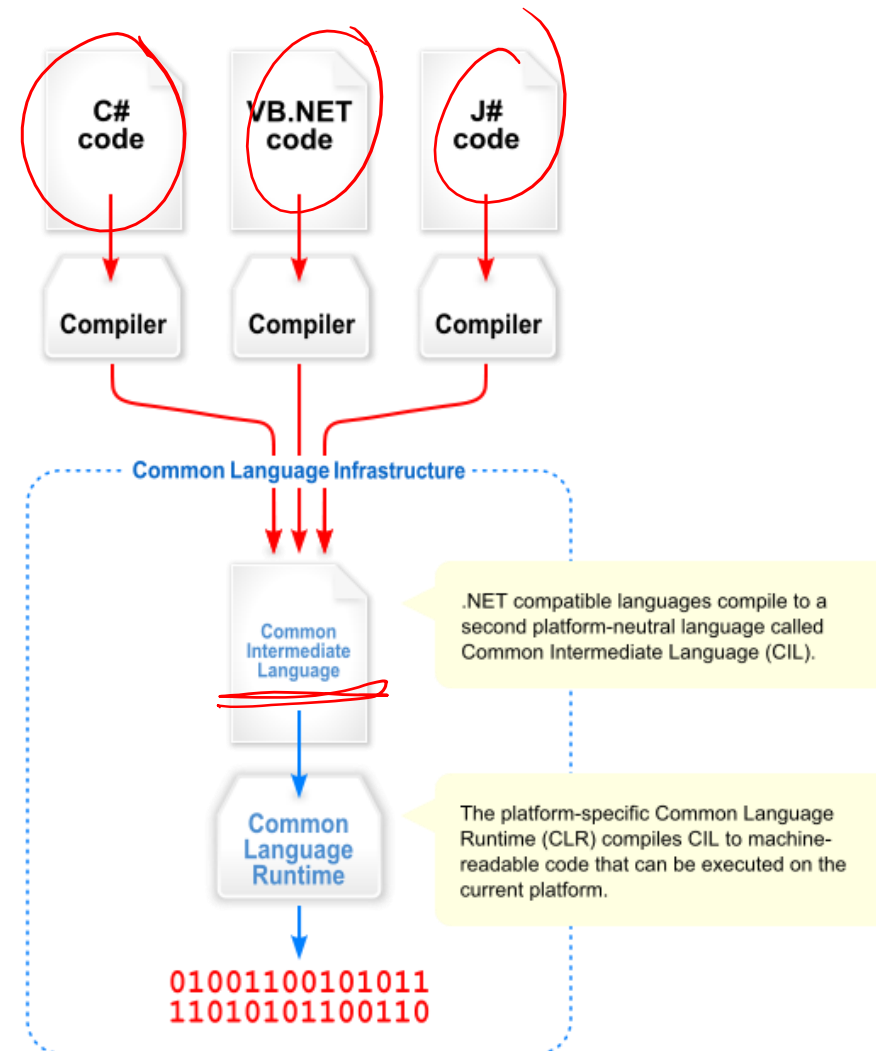 C#
code
VB.NET
code
J#
code
Compiler
Compiler
Compiler
Common Language Infrastructure
Common
Intermediate
Language
.NET compatible languages compile to a
second platform-neutral language called
Common Intermediate Language (CIL).
Common
Language
Runtime
The platform-specific Common Language
Runtime (CLR) compiles CIL to machine-
readable code that can be executed on the
current platform.
01001100101011
11010101100110